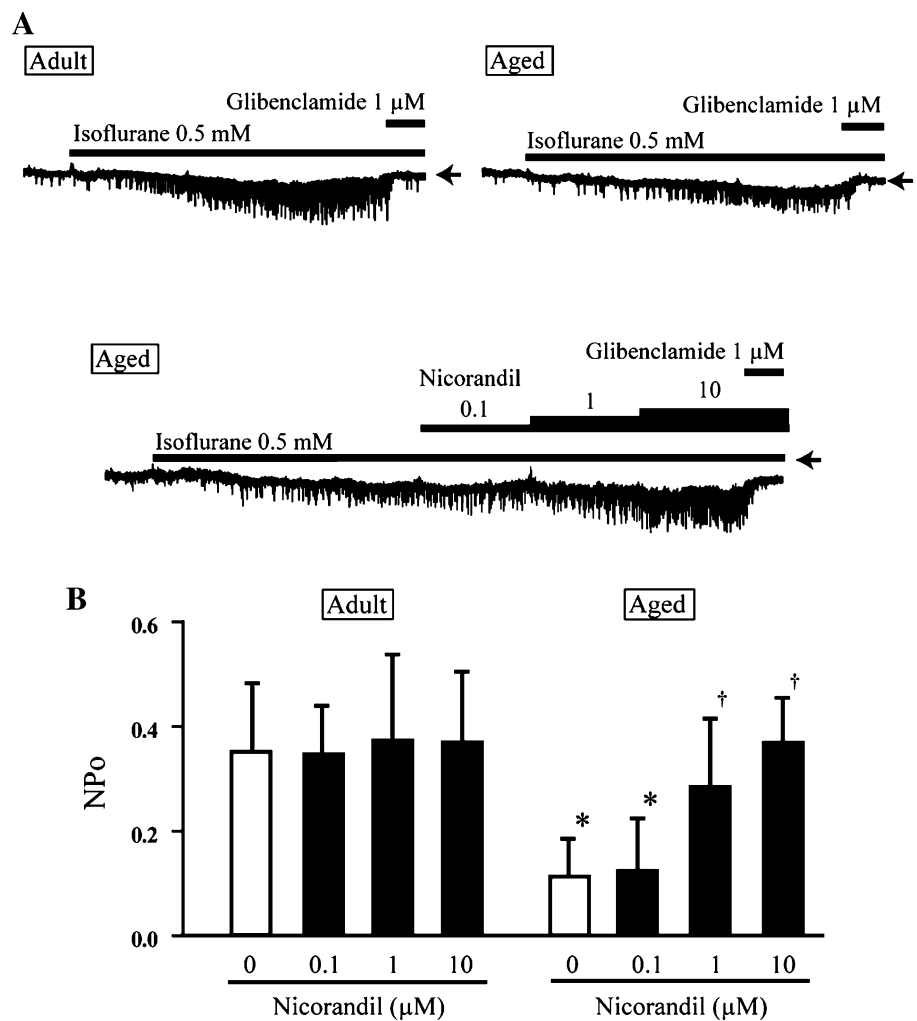 A
Adult
Aged
Glibenclamide 1 μM
Glibenclamide 1 μM
Isoflurane 0.5 mM
Isoflurane 0.5 mM
Aged
Glibenclamide 1 μM
Nicorandil
0.1
1
10
Isoflurane 0.5 mM
B
Adult
Aged
NPo
0.6
0.4
0.2
0.0
* * † †
0 0.1 1 10
0 0.1 1 10
Nicorandil (μM)
Nicorandil (μM)